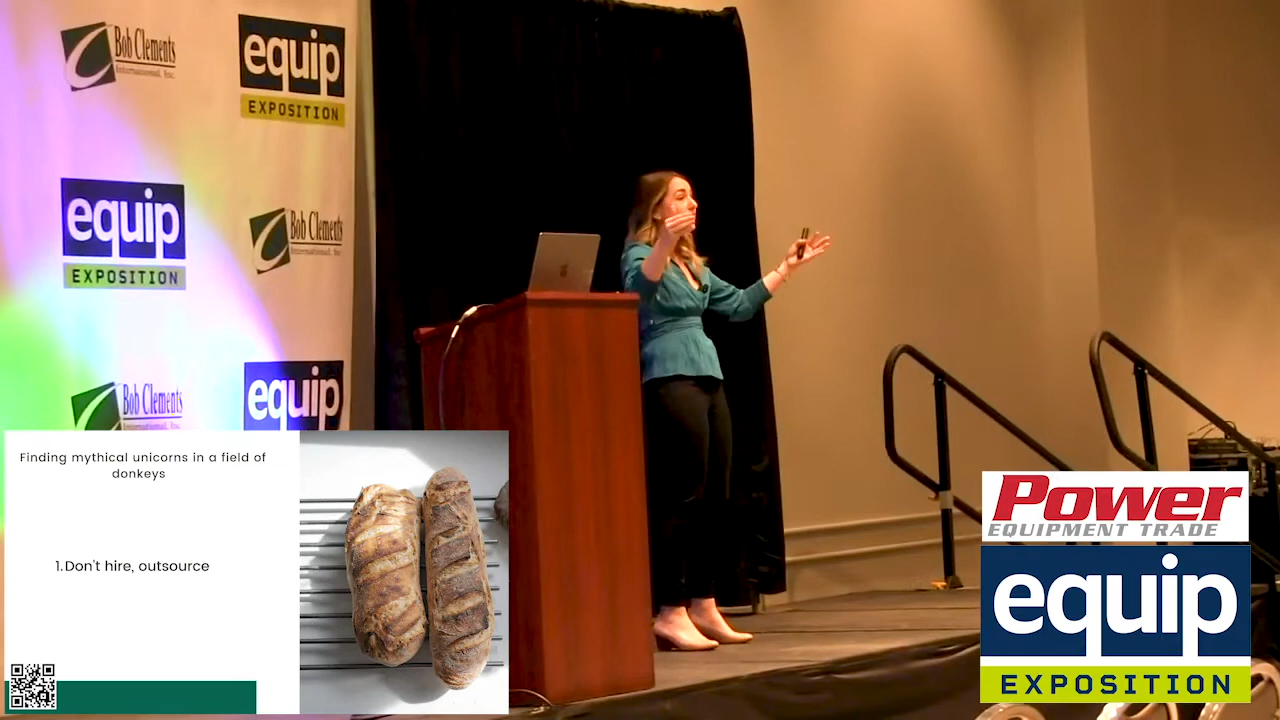 Bob Clements
International, Inc.
equip
EXPOSITION
equip
EXPOSITION
Bob Clements
International, Inc.
Bob Clements
equip
Finding mythical unicorns in a field of
donkeys
1.Don't hire, outsource
Power
EQUIPMENT TRADE
equip
EXPOSITION